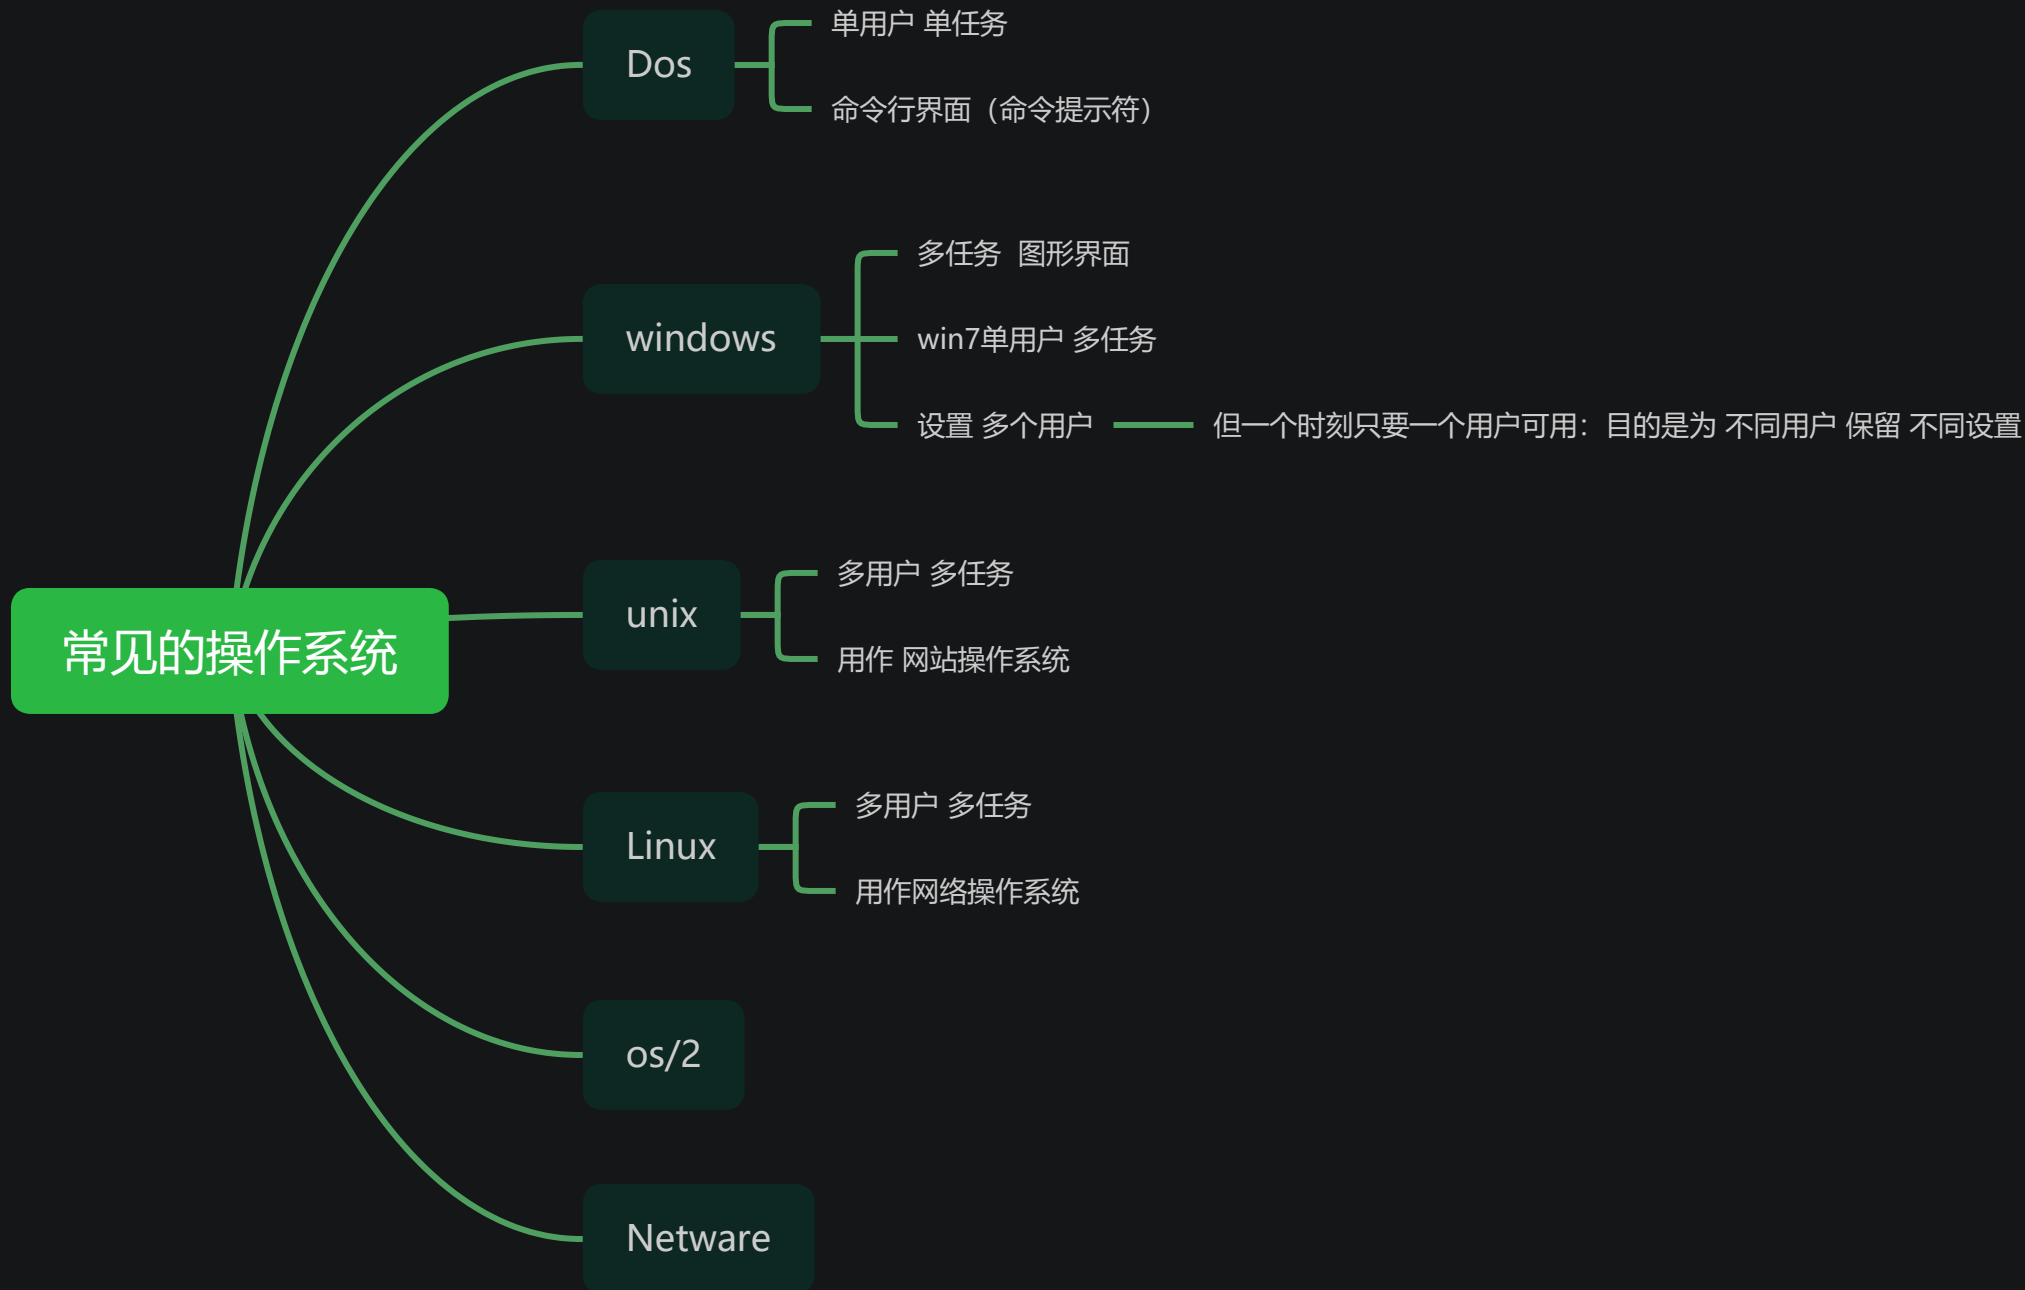 常见的操作系统
Dos
单用户 单任务
命令行界面（命令提示符）
windows
多任务  图形界面
win7单用户 多任务
设置 多个用户
但一个时刻只要一个用户可用：目的是为 不同用户 保留 不同设置
unix
多用户 多任务
用作 网站操作系统
Linux
多用户 多任务
用作网络操作系统
os/2
Netware